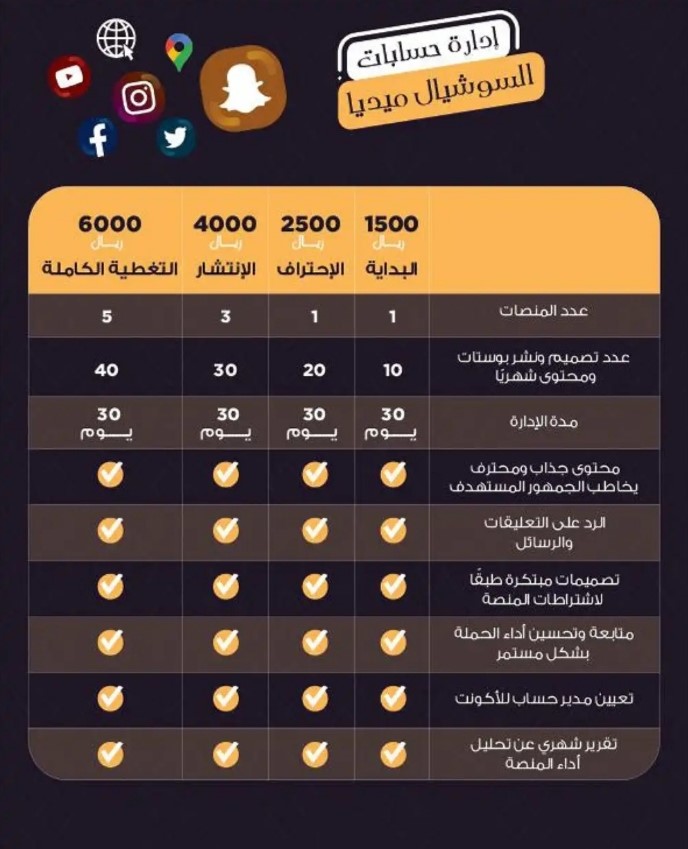 إدارة حسابات
السوشيال ميديا
1500 2500 4000 6000
ريال ريال ريال ريال
البداية الإحتراف الإنتشار التغطية الكاملة
عدد المنصات 1 1 3 5
عدد تصميم ونشر بوستات
ومحتوى شهريًا 10 20 30 40
مدة الإدارة 30 يوم 30 يوم 30 يوم 30 يوم
محتوى جذاب ومحترف
يخاطب الجمهور المستهدف
الرد على التعليقات
والرسائل
تصميمات مبتكرة طبقًا
لاشتراطات المنصة
متابعة وتحسين أداء الحملة
بشكل مستمر
تعيين مدير حساب للأكونت
تقرير شهري عن تحليل
أداء المنصة